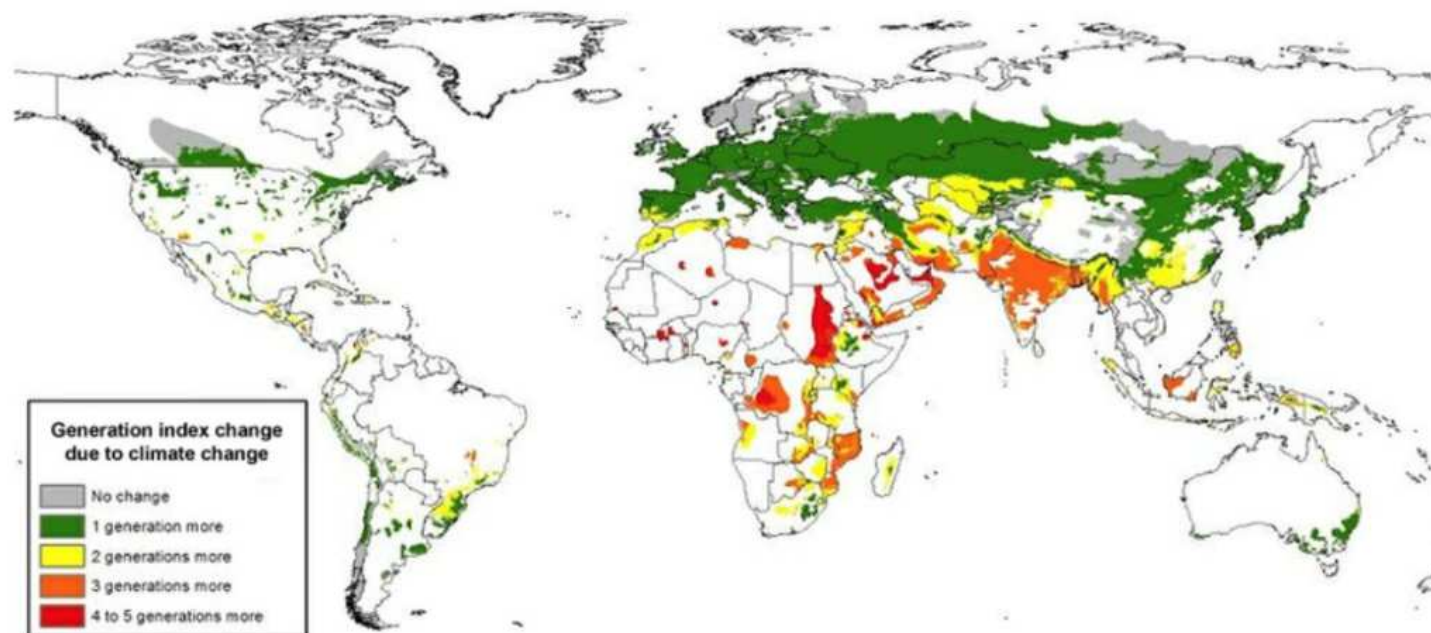 Generation index change
due to climate change
No change
1 generation more
2 generations more
3 generations more
4 to 5 generations more